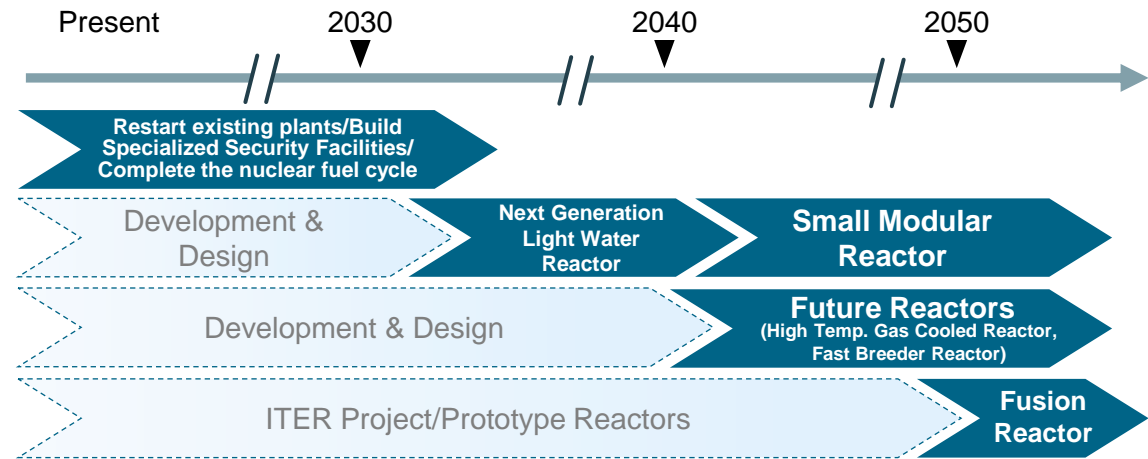 Present
2030
2040
2050
Restart existing plants/Build
Specialized Security Facilities/
Complete the nuclear fuel cycle
Development &
Design
Next Generation
Light Water
Reactor
Small Modular
Reactor
Development & Design
Future Reactors
(High Temp. Gas Cooled Reactor,
Fast Breeder Reactor)
ITER Project/Prototype Reactors
Fusion
Reactor